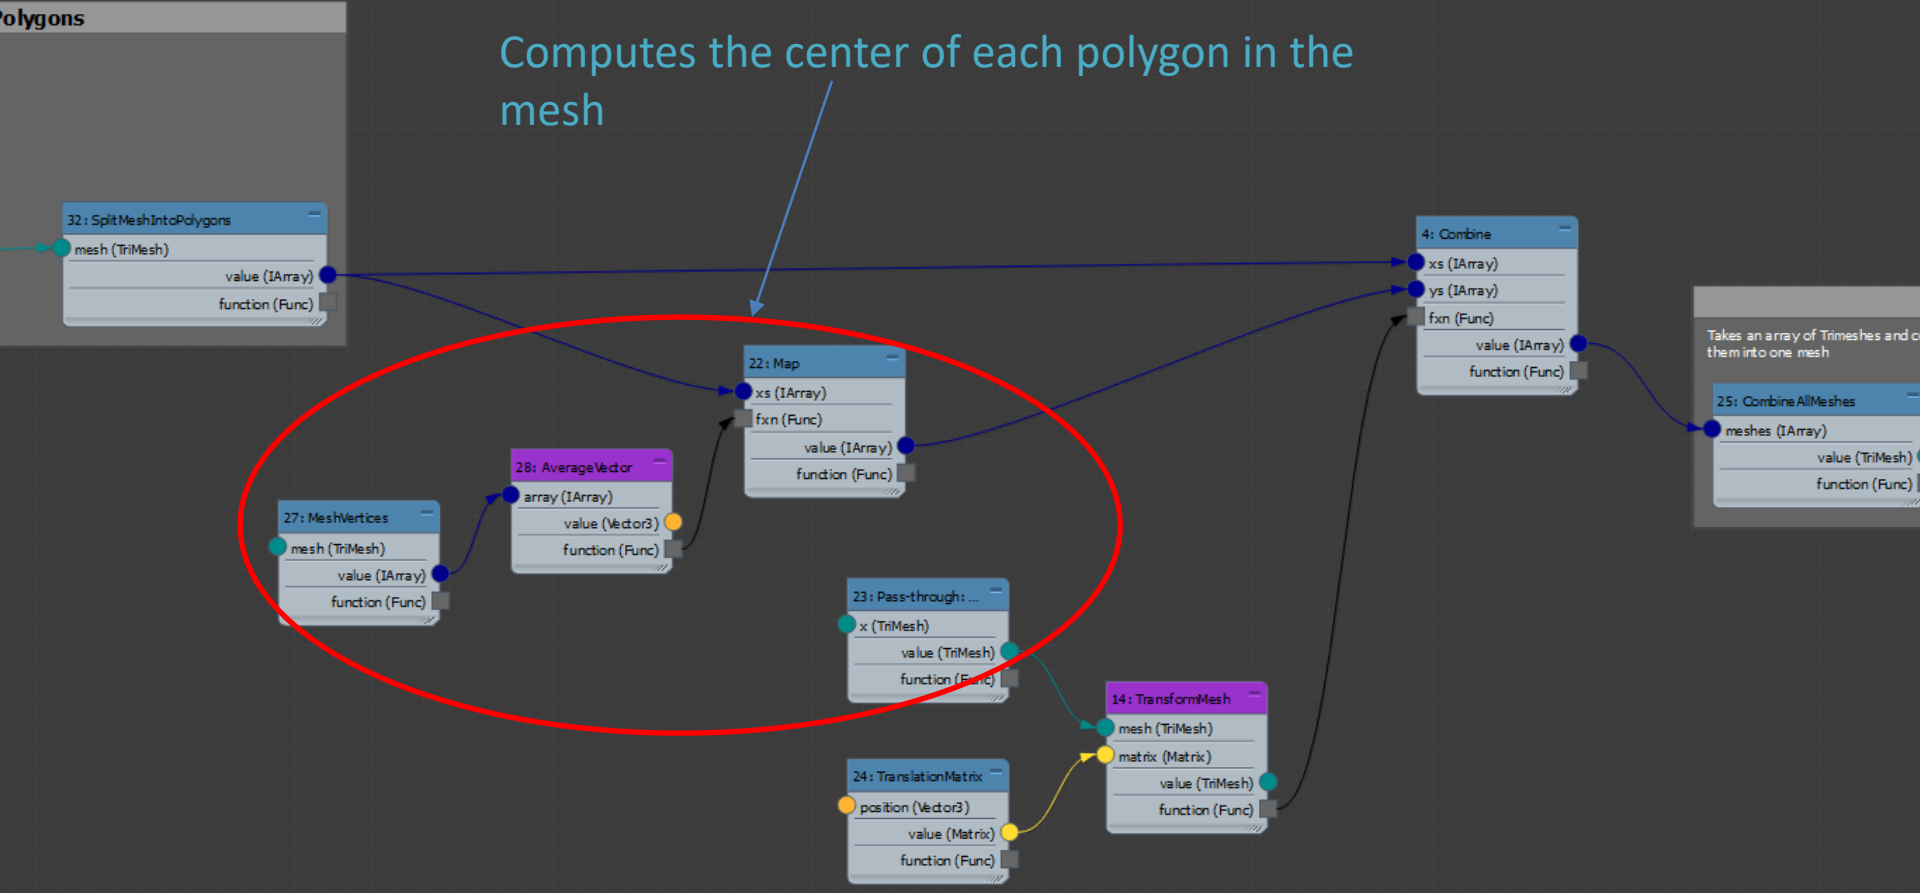 Polygons
Computes the center of each polygon in the
mesh
32: SplitMeshIntoPolygons
mesh (TriMesh)
value (IArray)
function (Func)
4: Combine
xs (IArray)
ys (IArray)
fxn (Func)
value (IArray)
function (Func)
Takes an array of Trimeshes and c
them into one mesh
25: CombineAllMeshes
meshes (IArray)
value (TriMesh)
function (Func)
22: Map
xs (IArray)
fxn (Func)
value (IArray)
function (Func)
28: AverageVector
array (IArray)
value (Vector3)
function (Func)
27: MeshVertices
mesh (TriMesh)
value (IArray)
function (Func)
23: Pass-through: ...
x (TriMesh)
value (TriMesh)
function (Func)
14: TransformMesh
mesh (TriMesh)
matrix (Matrix)
value (TriMesh)
function (Func)
24: TranslationMatrix
position (Vector3)
value (Matrix)
function (Func)